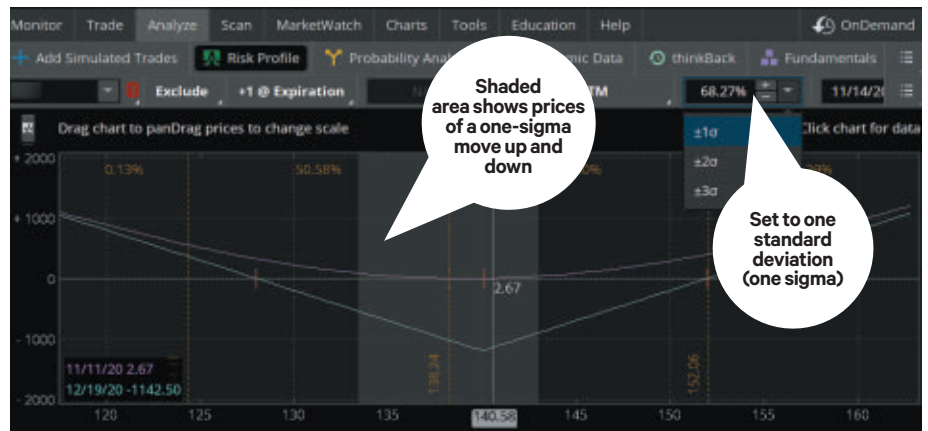 Monitor Trade Analyze Scan MarketWatch Charts Tools Education Help OnDemand
Add Simulated Trades Risk Profile Probability Ana mic Data thinkBack Fundamentals
Exclude +1 @ Expiration TM 68.27% 11/14/2
Drag chart to panDrag prices to change scale Click chart for data
±1σ
±2σ
±3σ
Shaded
area shows prices
of a one-sigma
move up and
down
Set to one
standard
deviation
(one sigma)
+ 2000
0.13% 50.58%
+ 1000
0
2.67
- 1000
138.24
152.06
11/11/20 2.67
12/19/20 -1142.50
- 2000
120 125 130 135 140.58 145 150 155 160